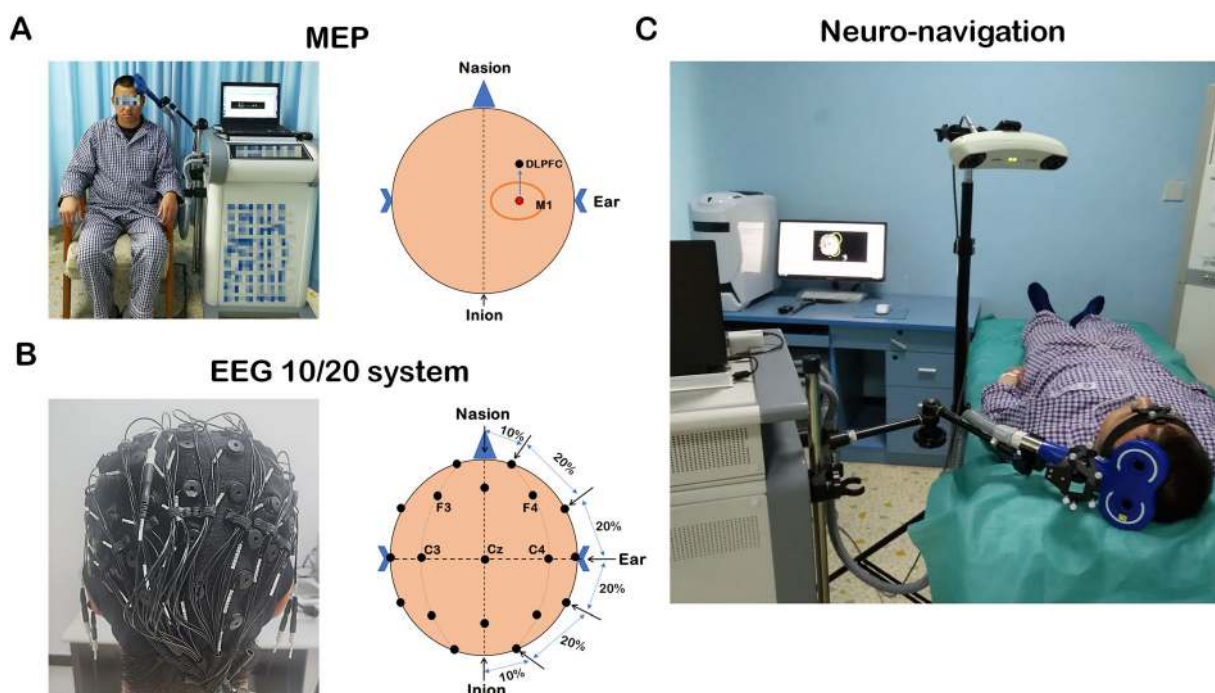 A
MEP
Nasion
DLPFC
M1
Ear
Inion
B
EEG 10/20 system
Nasion
10%
20%
F3
F4
20%
C3
Cz
C4
Ear
20%
20%
10%
Inion
C
Neuro-navigation